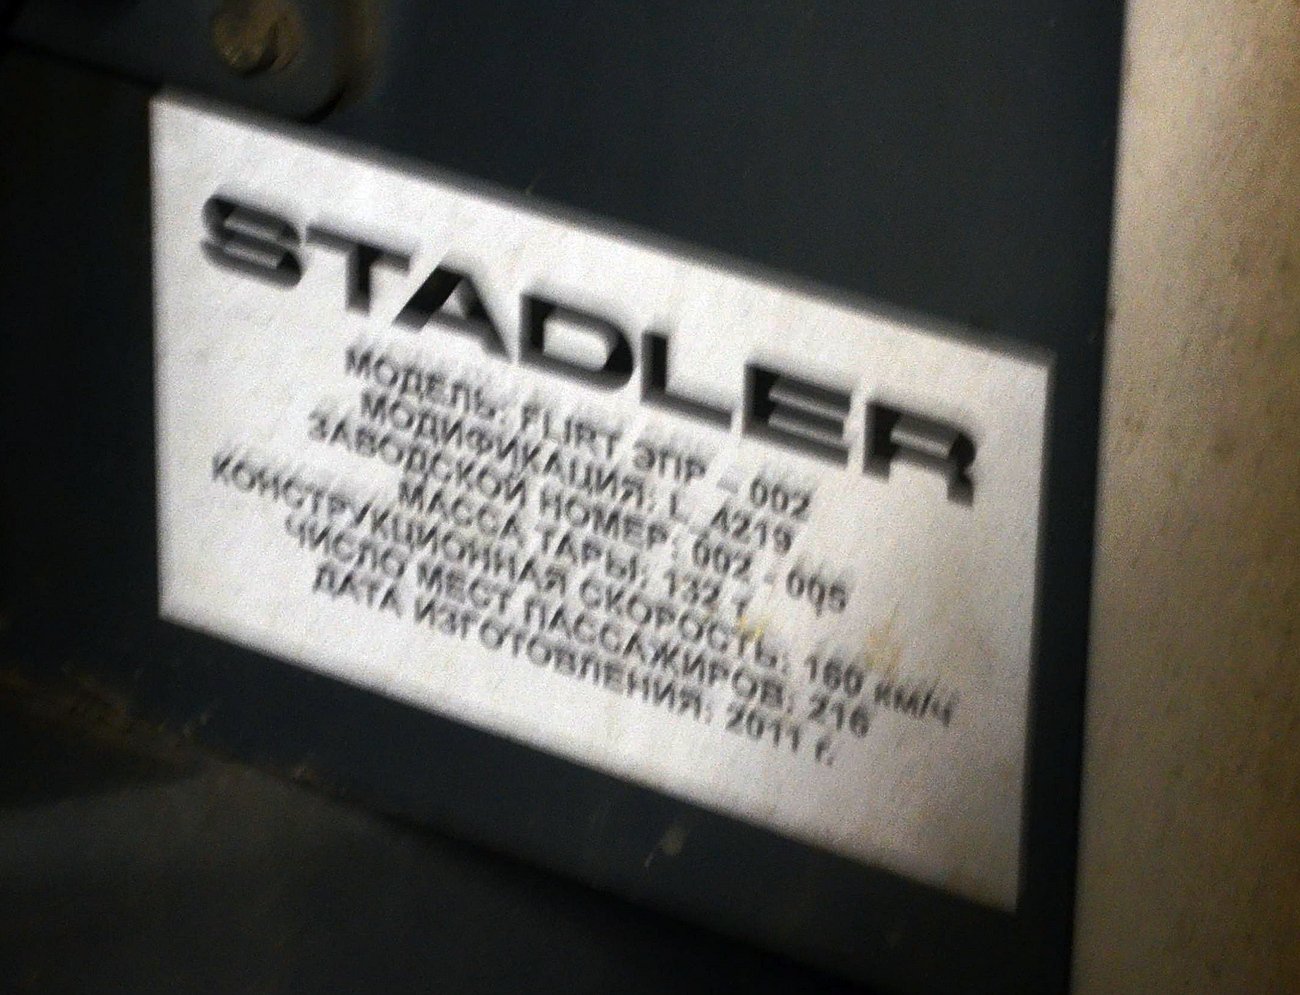 STADLER
МОДЕЛЬ: FLIRT ЭПР – 002
МОДИФИКАЦИЯ: L A219
ЗАВОДСКОЙ НОМЕР: 002 - 005
МАССА ТАРЫ: 132 т
КОНСТРУКЦИОННАЯ СКОРОСТЬ: 160 КМ/Ч
ЧИСЛО МЕСТ ПАССАЖИРОВ: 216
ДАТА ИЗГОТОВЛЕНИЯ: 2011 г.